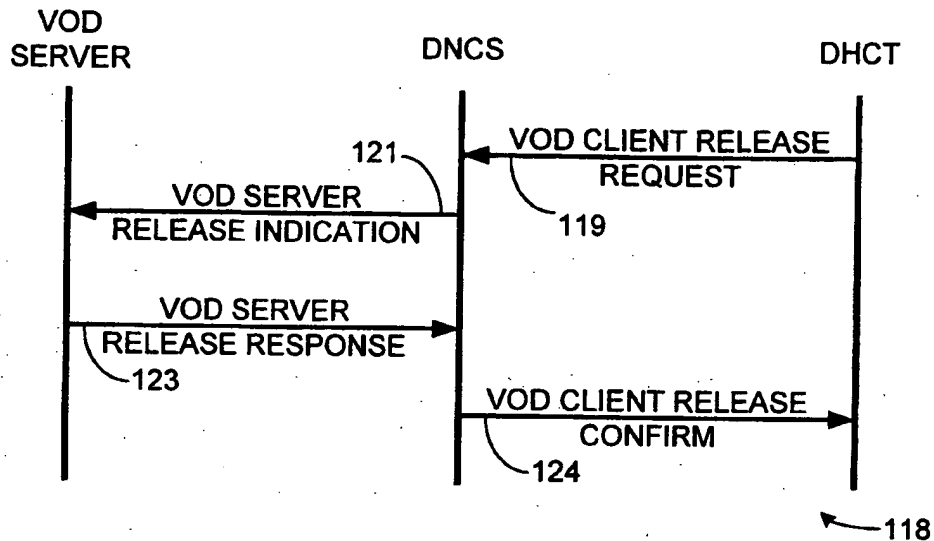 VOD
SERVER
DNCS
DHCT
VOD CLIENT RELEASE
REQUEST
119
121
VOD SERVER
RELEASE INDICATION
VOD SERVER
RELEASE RESPONSE
123
VOD CLIENT RELEASE
CONFIRM
124
118